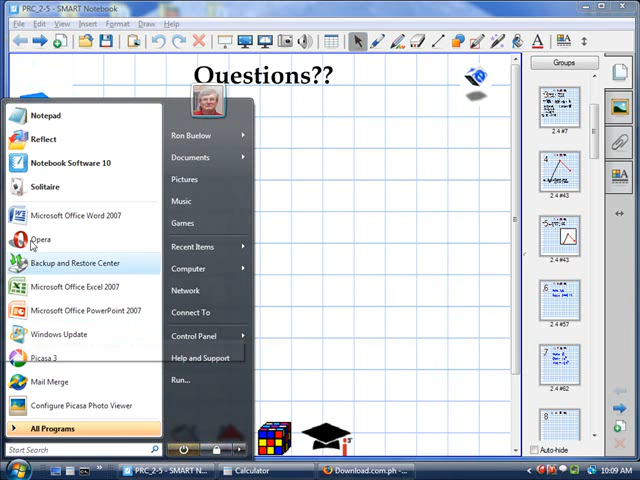 PRC_2-5 - SMART Notebook
File Edit View Insert Format Draw Help
Questions??
Groups
Notepad
Reflect
Notebook Software 10
Solitaire
Microsoft Office Word 2007
Opera
Backup and Restore Center
Microsoft Office Excel 2007
Microsoft Office PowerPoint 2007
Windows Update
Picasa 3
Mail Merge
Configure Picasa Photo Viewer
All Programs
Start Search
Ron Buelow
Documents
Pictures
Music
Games
Recent Items
Computer
Network
Connect To
Control Panel
Help and Support
Run...
2.4 #7
4
2.4 #43
5
2.4 #43
6
2.4 #57
7
2.4 #62
8
Auto-hide
PRC_2-5 - SMART N...
Calculator
Download.com.ph - ...
10:09 AM